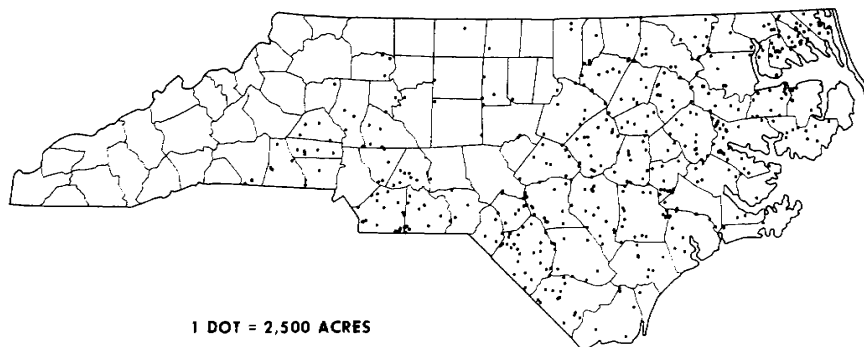 1 DOT = 2,500 ACRES